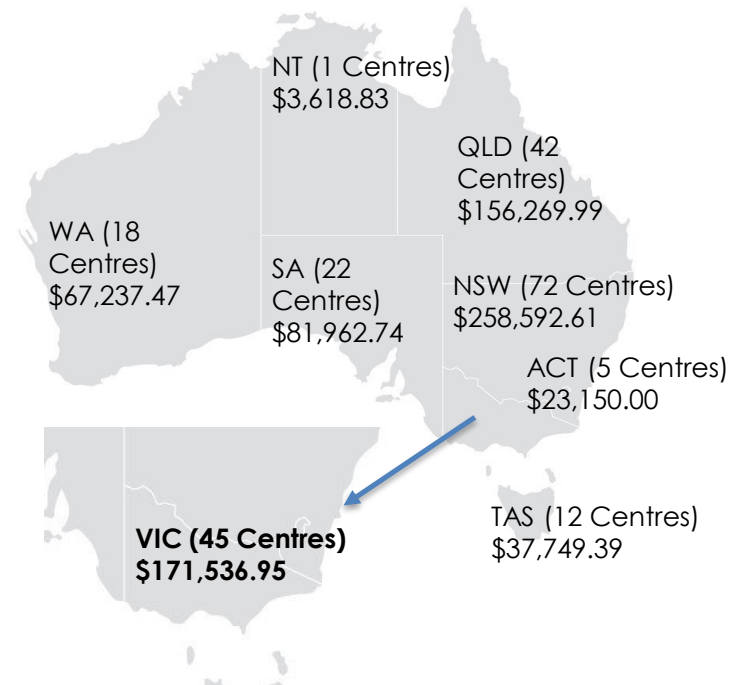 NT (1 Centres)
$3,618.83
QLD (42
Centres)
$156,269.99
WA (18
Centres)
$67,237.47
SA (22
Centres)
$81,962.74
NSW (72 Centres)
$258,592.61
ACT (5 Centres)
$23,150.00
VIC (45 Centres)
$171,536.95
TAS (12 Centres)
$37,749.39